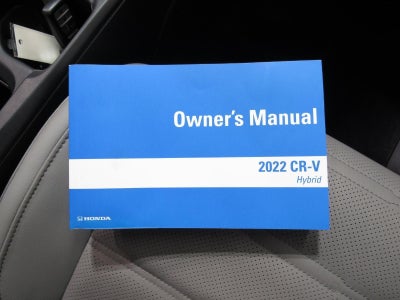 Owner's Manual
2022 CR-V
Hybrid
HONDA